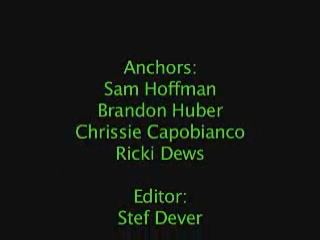 Anchors:
Sam Hoffman
Brandon Huber
Chrissie Capobianco
Ricki Dews
Editor:
Stef Dever